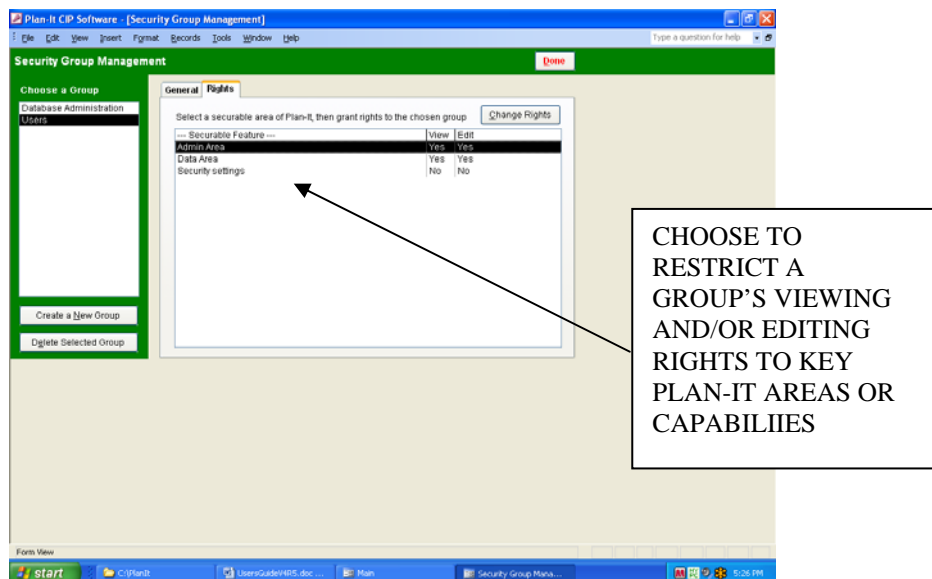 Plan-It CIP Software - [Security Group Management]
File Edit View Insert Format Records Tools Window Help
Type a question for help
Security Group Management
Done
Choose a Group
Database Administration
Users
Create a New Group
Delete Selected Group
General Rights
Select a securable area of Plan-It, then grant rights to the chosen group
Change Rights
--- Securable Feature --- View Edit
Admin Area Yes Yes
Data Area Yes Yes
Security settings No No
CHOOSE TO
RESTRICT A
GROUP’S VIEWING
AND/OR EDITING
RIGHTS TO KEY
PLAN-IT AREAS OR
CAPABILIIES
Form View
start C:\PlanIt UsersGuideV4R5.doc ... Main Security Group Mana... 5:26 PM